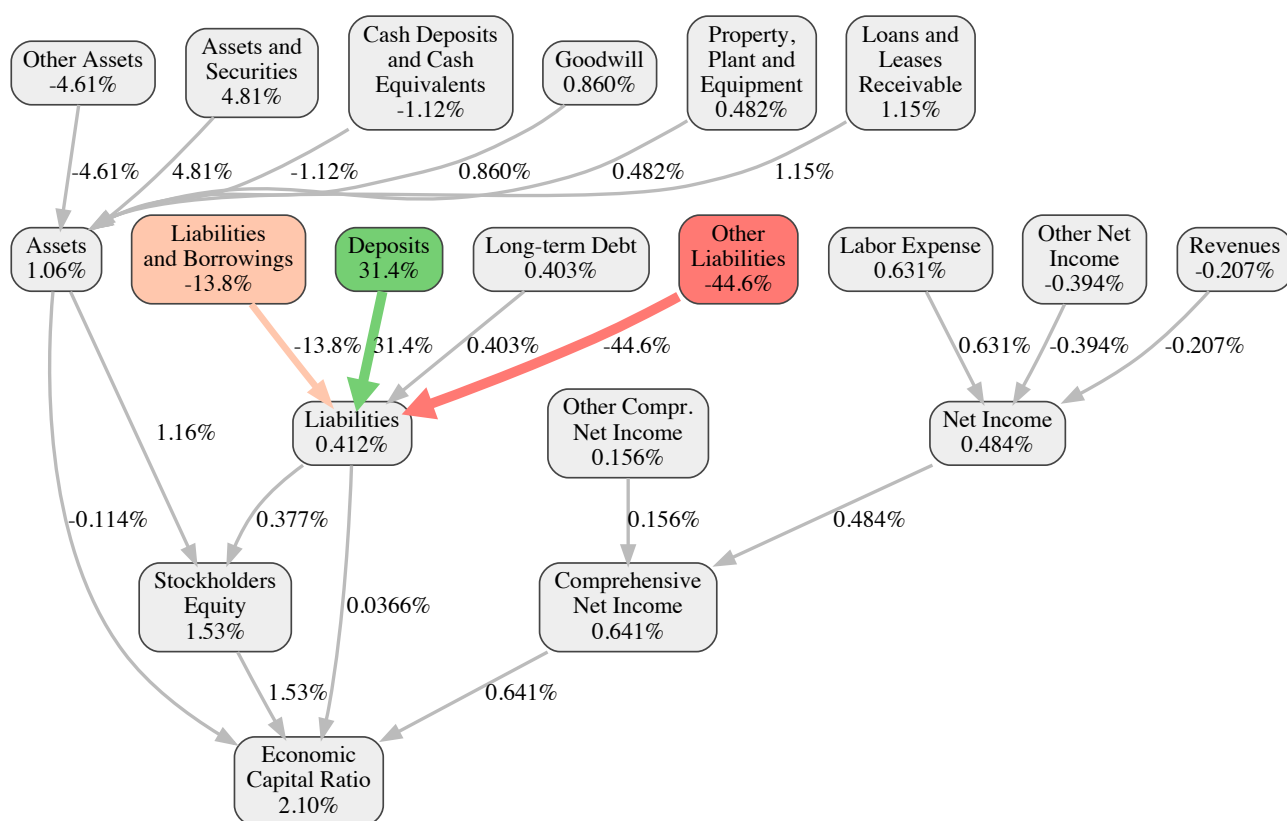 Other Assets
-4.61%
Assets and
Securities
4.81%
Cash Deposits
and Cash
Equivalents
-1.12%
Goodwill
0.860%
Property,
Plant and
Equipment
0.482%
Loans and
Leases
Receivable
1.15%
-4.61%
4.81%
-1.12%
0.860%
0.482%
1.15%
Assets
1.06%
Liabilities
and Borrowings
-13.8%
Deposits
31.4%
Long-term Debt
0.403%
Other
Liabilities
-44.6%
Labor Expense
0.631%
Other Net
Income
-0.394%
Revenues
-0.207%
-13.8%
31.4%
0.403%
-44.6%
0.631%
-0.394%
-0.207%
1.16%
Liabilities
0.412%
Other Compr.
Net Income
0.156%
Net Income
0.484%
-0.114%
0.377%
0.156%
0.484%
Stockholders
Equity
1.53%
0.0366%
Comprehensive
Net Income
0.641%
1.53%
0.641%
Economic
Capital Ratio
2.10%